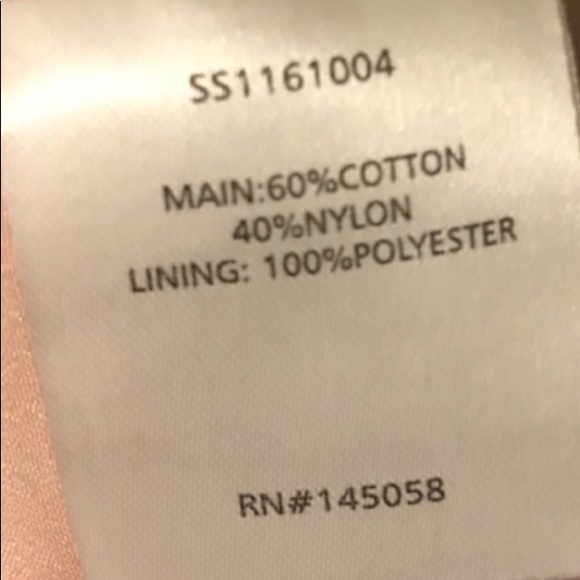 SS1161004
MAIN:60%COTTON
40%NYLON
LINING: 100%POLYESTER
RN#145058